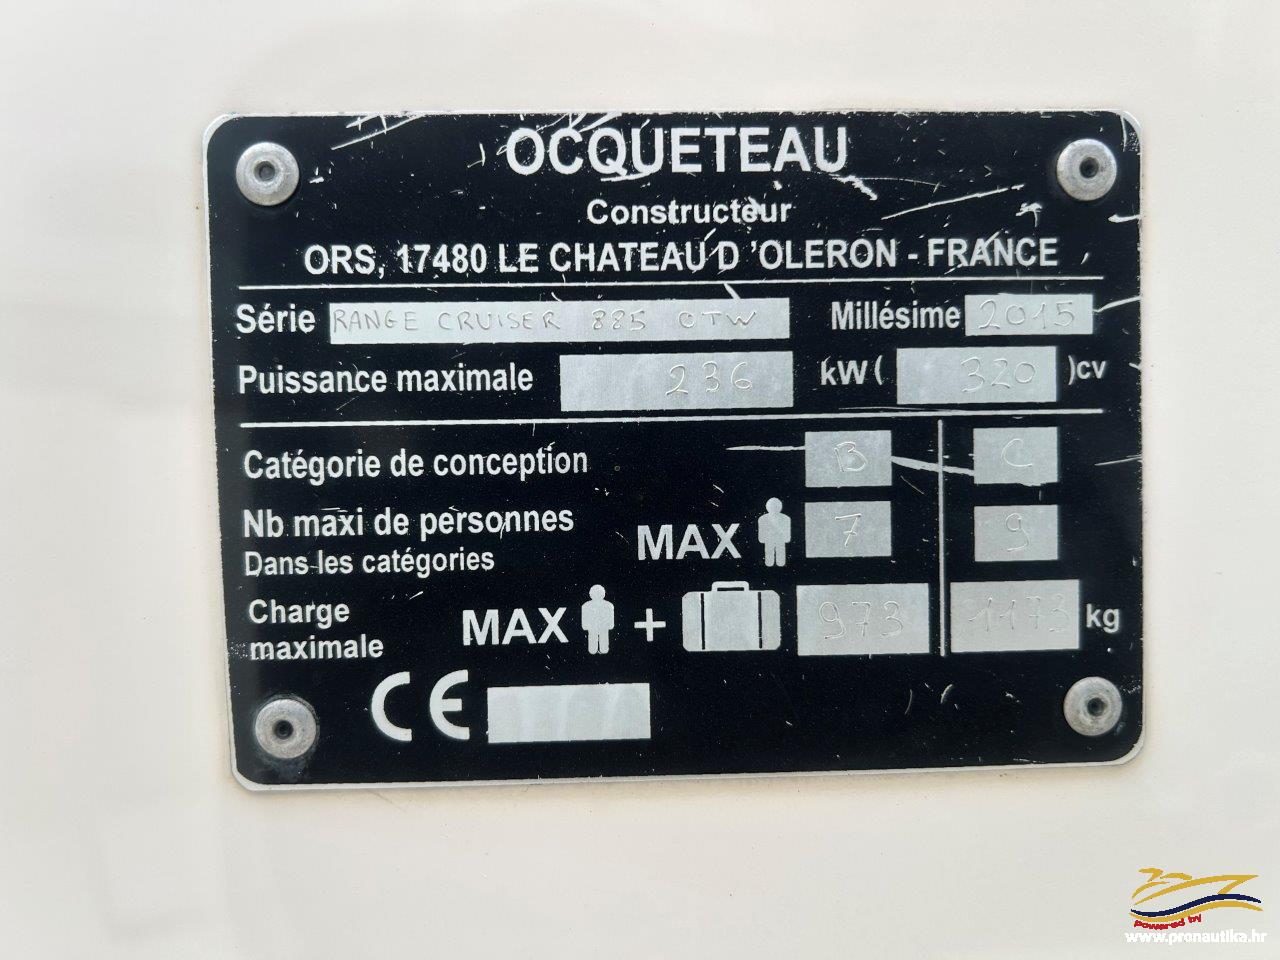 OCQUETEAU
Constructeur
ORS, 17480 LE CHATEAU D 'OLERON - FRANCE
Série RANGE CRUISER 885 OTW Millésime 2015
Puissance maximale 236 kW ( 320 )cv
Catégorie de conception B C
Nb maxi de personnes MAX 7 9
Dans les catégories
Charge maximale MAX + 973 1173 kg
CE
Powered by
www.pronautika.hr